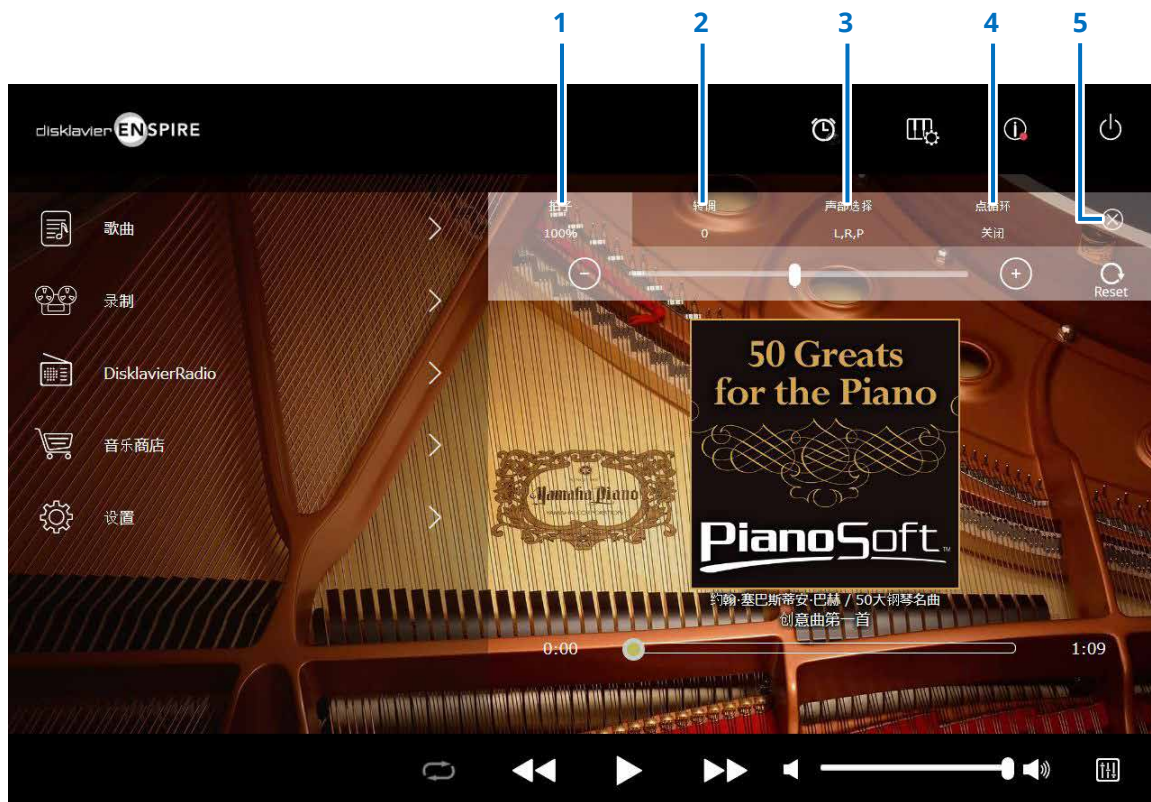 1 2 3 4 5
disklavier ENSPIRE
拍子 转调 声部选择 点循环
100% 0 L,R,P 关闭
Reset
歌曲
录制
DisklavierRadio
音乐商店
设置
50 Greats
for the Piano
Yamaha Piano
PianoSoft™
约翰·塞巴斯蒂安·巴赫 / 50大钢琴名曲
创意曲第一首
0:00 1:09